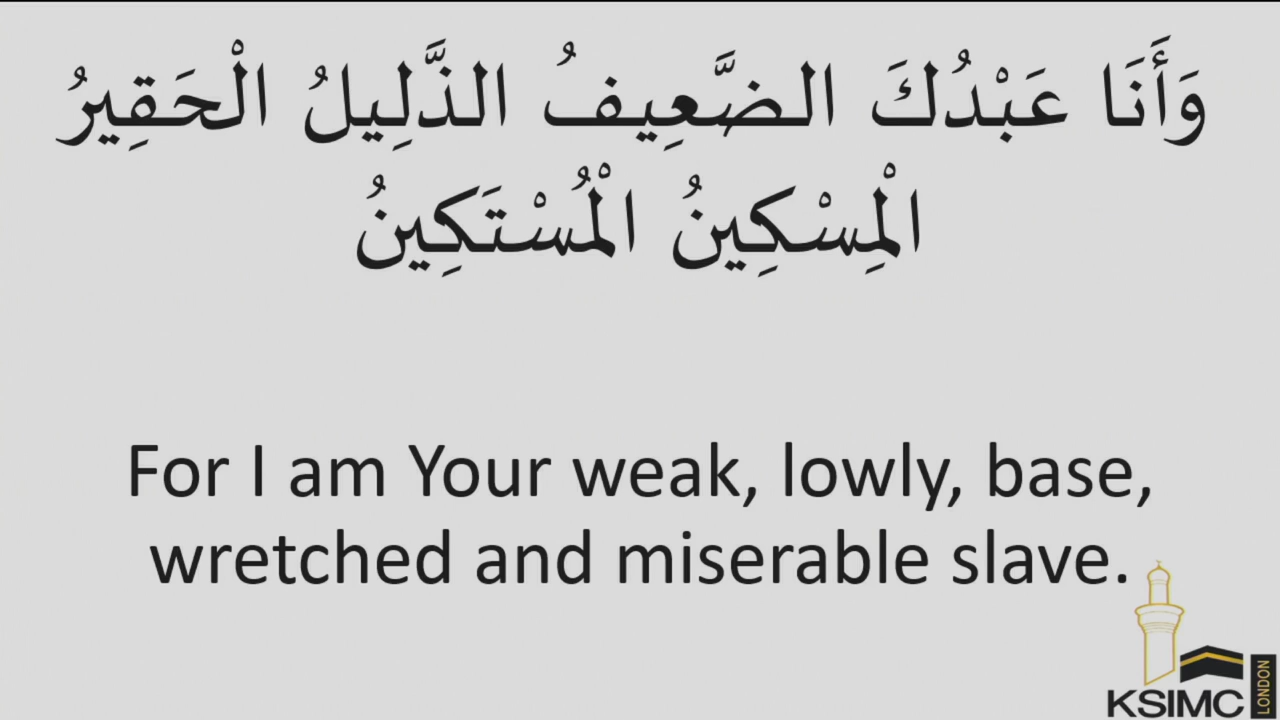 وَأَنَا عَبْدُكَ الضَّعِيفُ الذَّلِيلُ الْحَقِيرُ
الْمِسْكِينُ الْمُسْتَكِينُ
For I am Your weak, lowly, base,
wretched and miserable slave.
KSIMC
LONDON